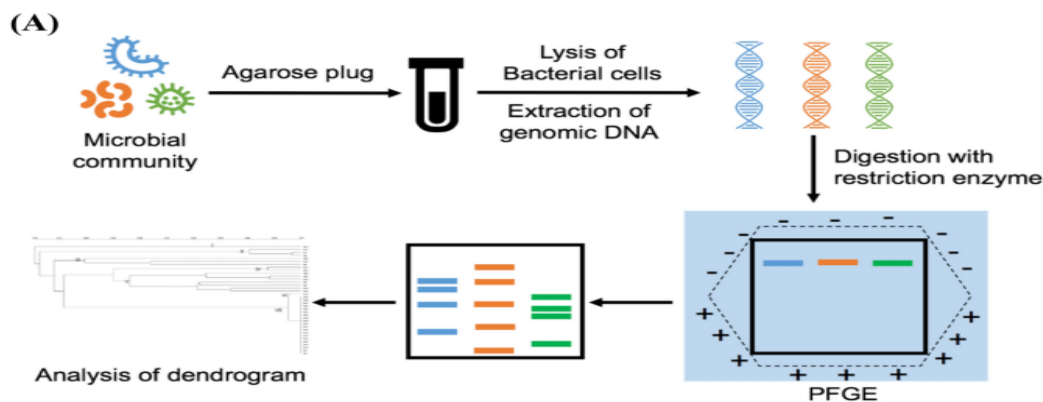 (A)
Agarose plug
Lysis of
Bacterial cells
Extraction of
genomic DNA
Microbial
community
Digestion with
restriction enzyme
Analysis of dendrogram
PFGE